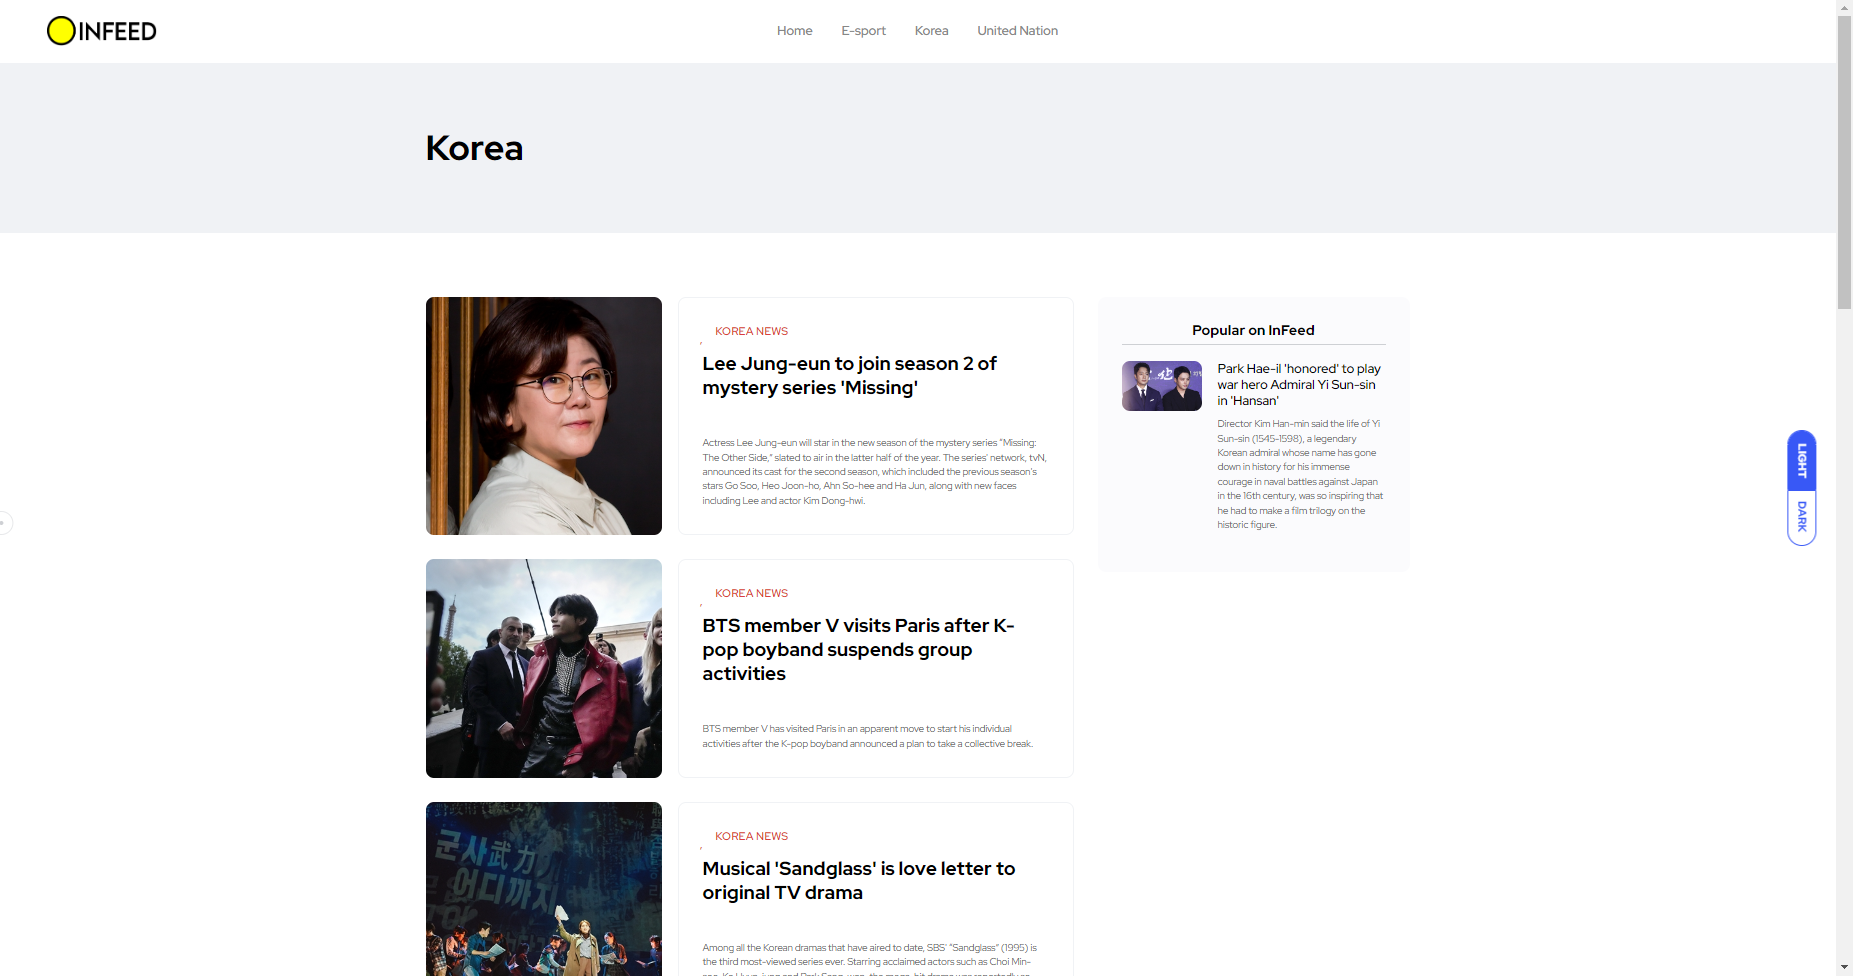 INFEED
Home
E-sport
Korea
United Nation
Korea
KOREA NEWS
Lee Jung-eun to join season 2 of
mystery series 'Missing'
Actress Lee Jung-eun will star in the new season of the mystery series "Missing:
The Other Side," slated to air in the latter half of the year. The series' network, tvN,
announced its cast for the second season, which included the previous season's
stars Go Soo, Heo Joon-ho, Ahn So-hee and Ha Jun, along with new faces
including Lee and actor Kim Dong-hwi.
KOREA NEWS
BTS member V visits Paris after K-
pop boyband suspends group
activities
BTS member V has visited Paris in an apparent move to start his individual
activities after the K-pop boyband announced a plan to take a collective break.
군사武力
어디까지
KOREA NEWS
Musical 'Sandglass' is love letter to
original TV drama
Among all the Korean dramas that have aired to date, SBS' "Sandglass" (1995) is
the third most-viewed series ever. Starring acclaimed actors such as Choi Min-
Popular on InFeed
Park Hae-il 'honored' to play
war hero Admiral Yi Sun-sin
in 'Hansan'
Director Kim Han-min said the life of Yi
Sun-sin (1545-1598), a legendary
Korean admiral whose name has gone
down in history for his immense
courage in naval battles against Japan
in the 16th century, was so inspiring that
he had to make a film trilogy on the
historic figure.
LIGHT
DARK